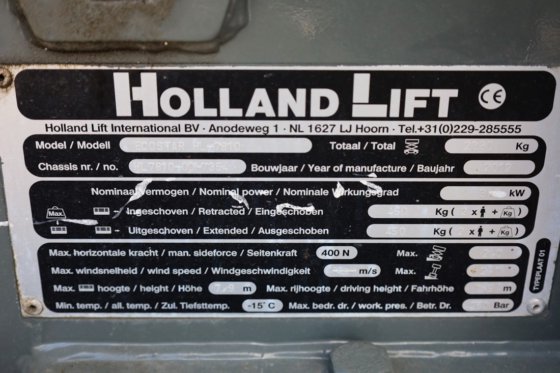 HOLLAND LIFT CE
Holland Lift International BV · Anodeweg 1 · NL 1627 LJ Hoorn · Tel.+31(0)229-285555
Model / Modell Totaal / Total Kg
Chassis nr. / no. Bouwjaar / Year of manufacture / Baujahr
Nominaal vermogen / Nominal power / Nominale Wirkungsgrad kW
Max. - Ingeschoven / Retracted / Eingeschoben Kg ( x + Kg )
- Uitgeschoven / Extended / Ausgeschoben Kg ( x + Kg )
Max. horizontale kracht / man. sideforce / Seitenkraft 400 N Max.
Max. windsnelheid / wind speed / Windgeschwindigkeit m/s Max.
Max. hoogte / height / Höhe m Max. rijhoogte / driving height / Fahrhöhe m
Min. temp. / all. temp. / Zul. Tiefsttemp. -15°C Max. bedr. dr. / work. pres. / Betr. Dr. Bar
TYPEPLAAT 01